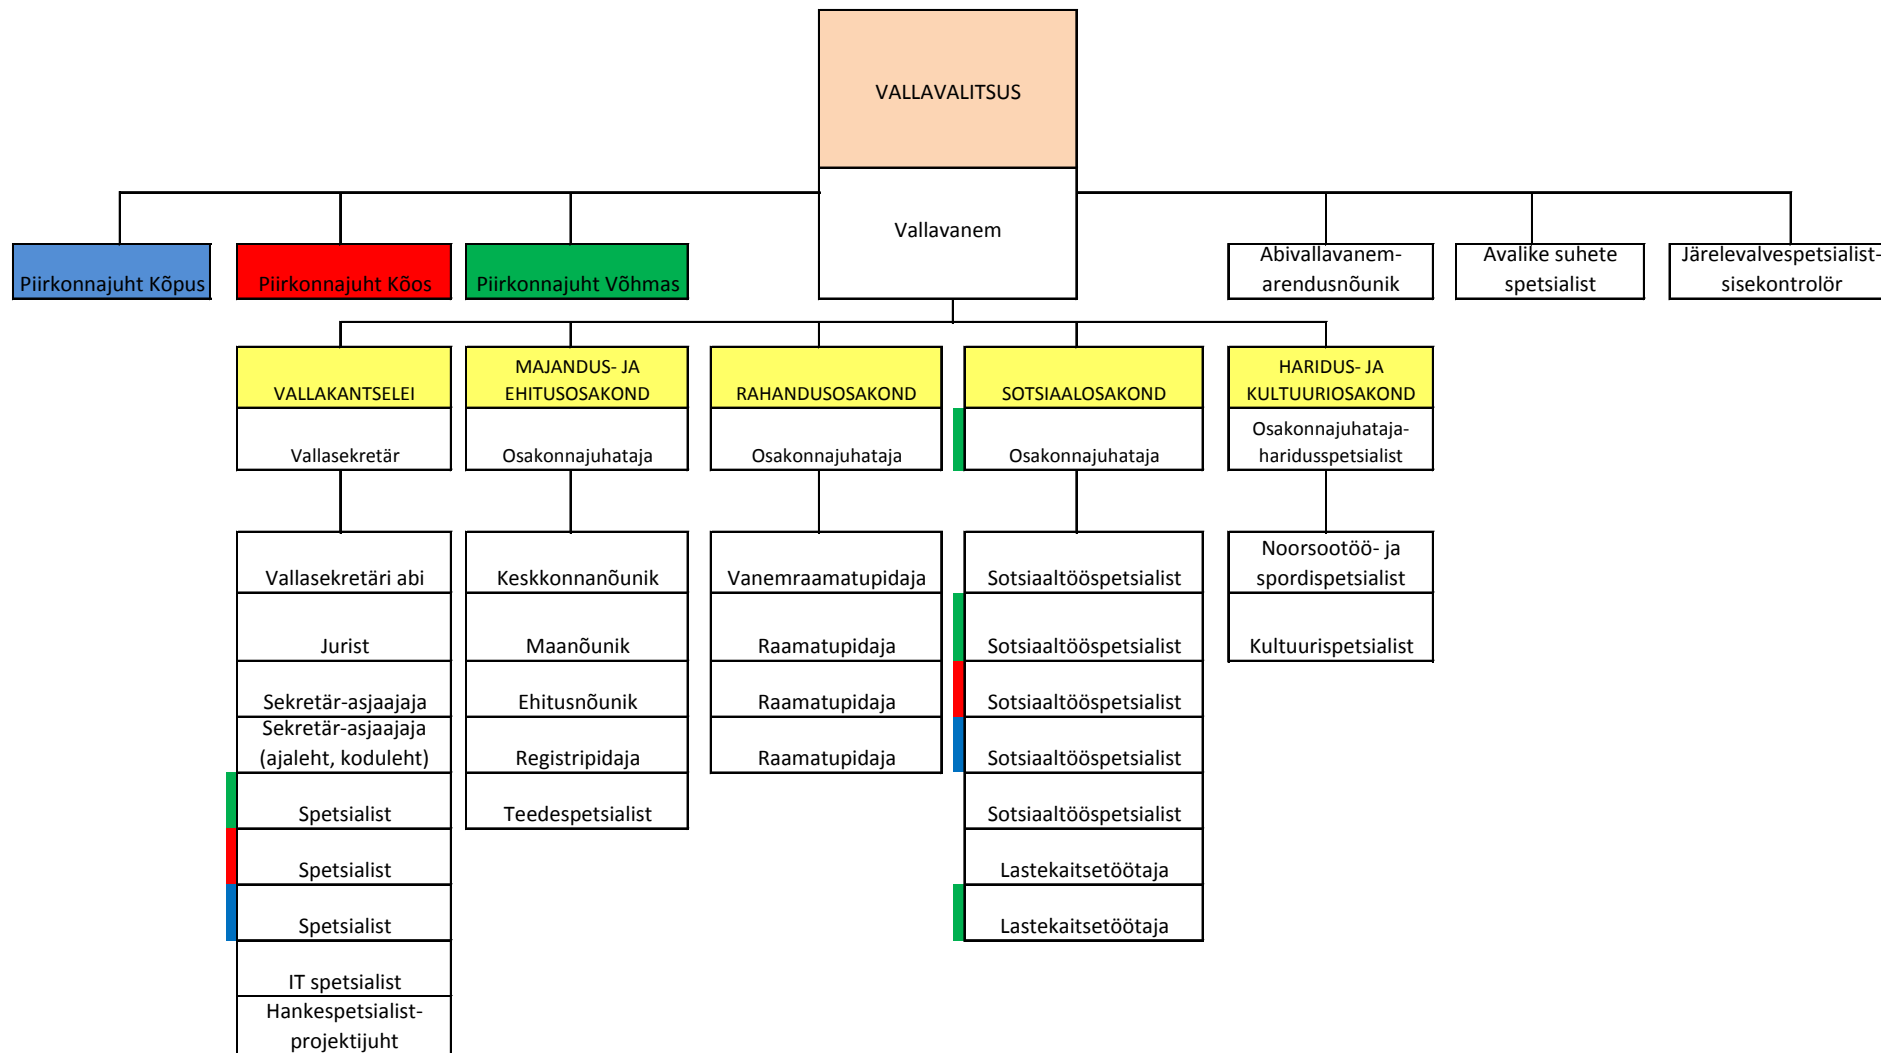 VALLAVALITSUS
Vallavanem
Piirkonnajuht Kõpus
Piirkonnajuht Kõos
Piirkonnajuht Võhmas
Abivallavanem-
arendusnõunik
Avalike suhete
spetsialist
Järelevalvespetsialist-
sisekontrolör
VALLAKANTSELEI
Vallasekretär
Vallasekretäri abi
Jurist
Sekretär-asjaajaja
Sekretär-asjaajaja
(ajaleht, koduleht)
Spetsialist
Spetsialist
Spetsialist
IT spetsialist
Hankespetsialist-
projektijuht
MAJANDUS- JA
EHITUSOSAKOND
Osakonnajuhataja
Keskkonnanõunik
Maanõunik
Ehitusnõunik
Registripidaja
Teedespetsialist
RAHANDUSOSAKOND
Osakonnajuhataja
Vanemraamatupidaja
Raamatupidaja
Raamatupidaja
Raamatupidaja
SOTSIAALOSAKOND
Osakonnajuhataja
Sotsiaaltööspetsialist
Sotsiaaltööspetsialist
Sotsiaaltööspetsialist
Sotsiaaltööspetsialist
Sotsiaaltööspetsialist
Lastekaitsetöötaja
Lastekaitsetöötaja
HARIDUS- JA
KULTUURIOSAKOND
Osakonnajuhataja-
haridusspetsialist
Noorsootöö- ja
spordispetsialist
Kultuurispetsialist